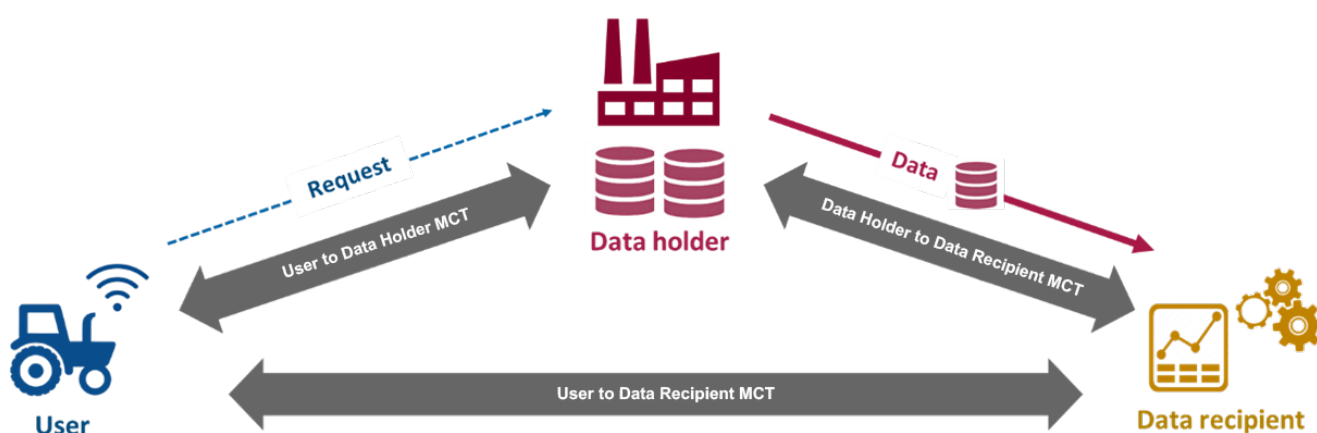 Request
User to Data Holder MCT
Data holder
Data
Data Holder to Data Recipient MCT
User
User to Data Recipient MCT
Data recipient